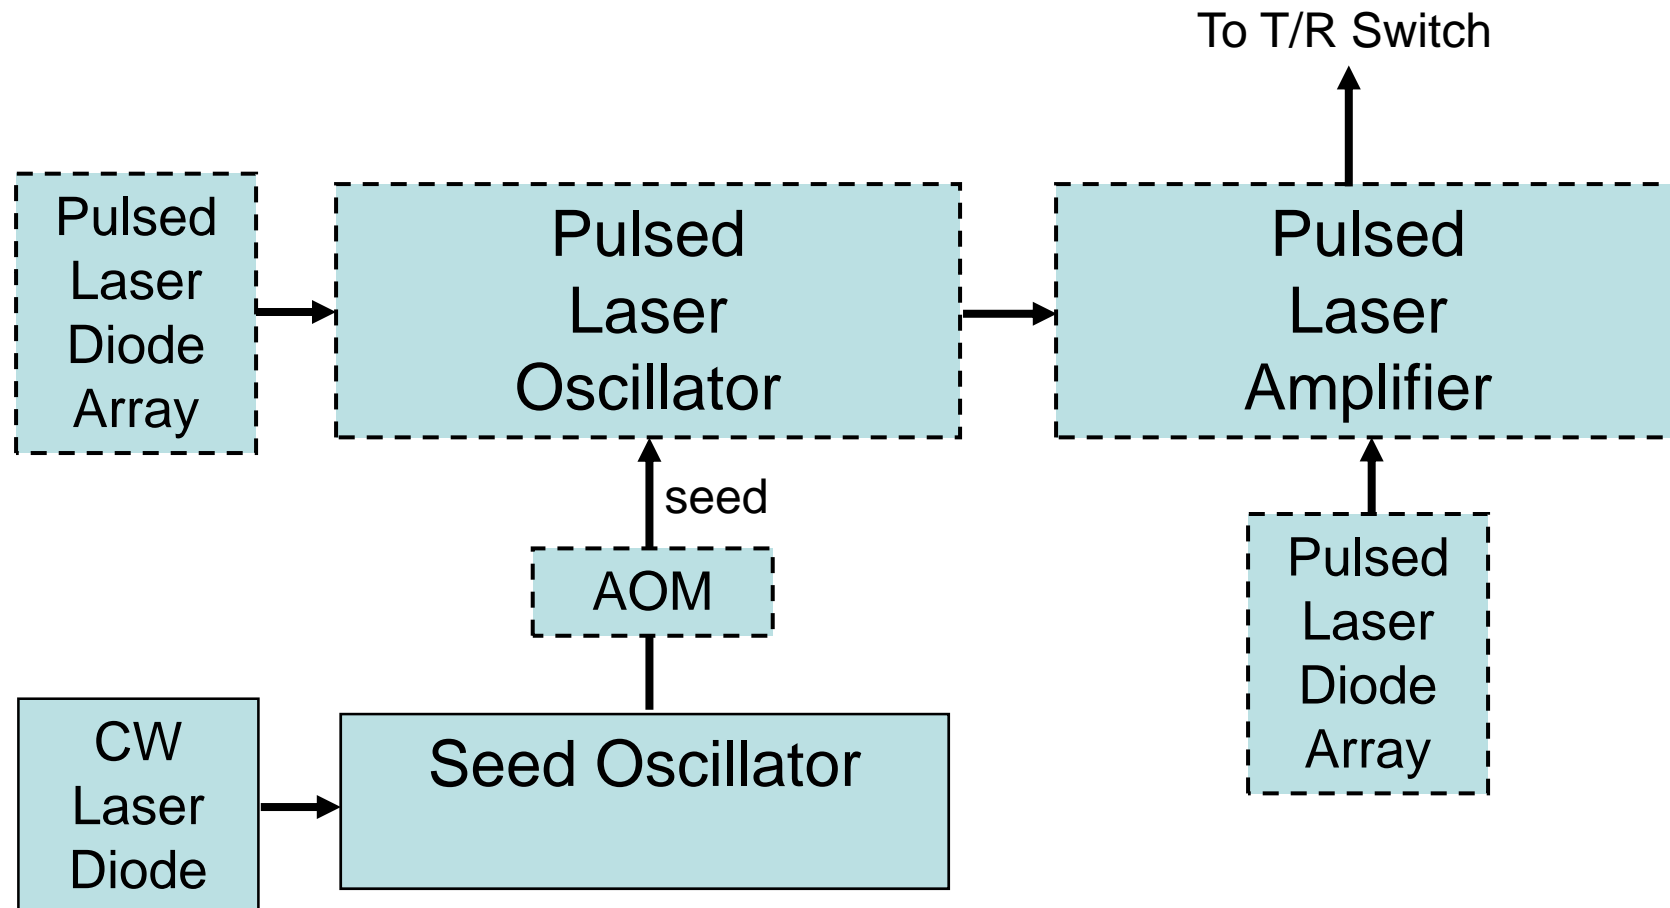 To T/R Switch
Pulsed
Laser
Diode
Array
Pulsed
Laser
Oscillator
Pulsed
Laser
Amplifier
seed
AOM
Pulsed
Laser
Diode
Array
CW
Laser
Diode
Seed Oscillator